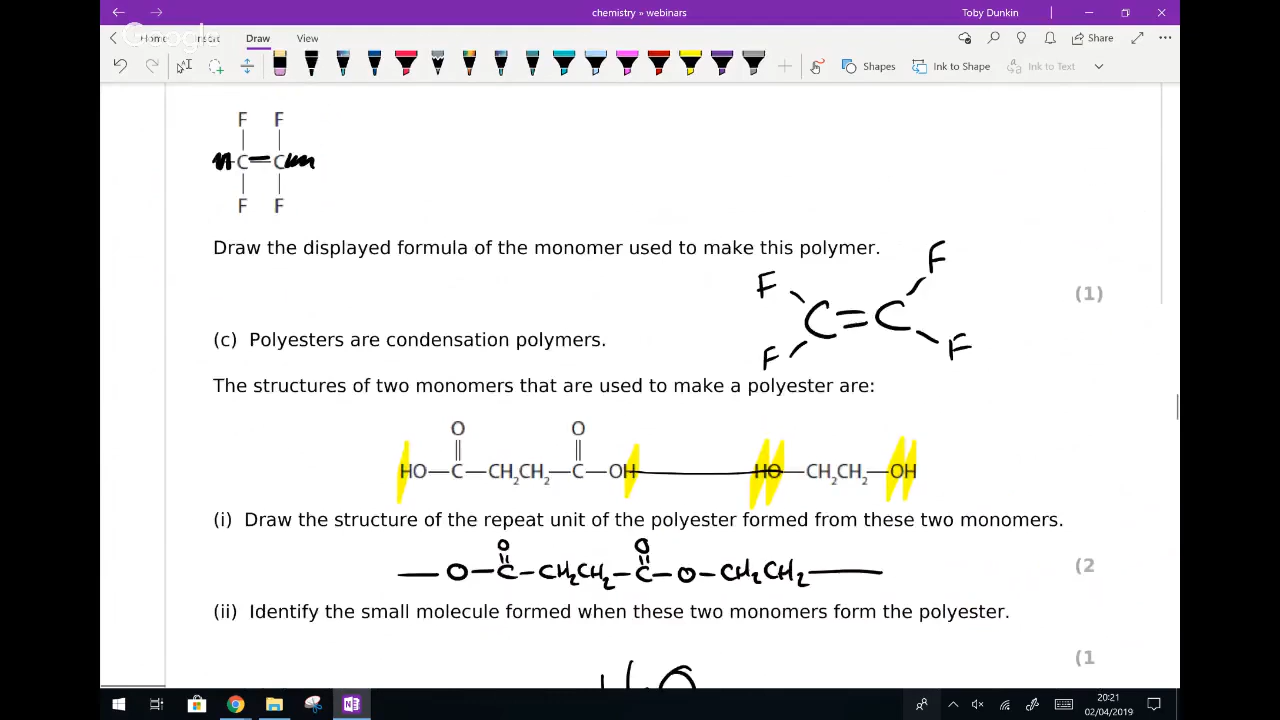 chemistry » webinars
Toby Dunkin
Google
Home Insert Draw View
Share
Shapes Ink to Shape Ink to Text
F F
C=C
F F
Draw the displayed formula of the monomer used to make this polymer.
F F
C=C
F F
(1)
(c) Polyesters are condensation polymers.
The structures of two monomers that are used to make a polyester are:
O O
HO—C—CH₂CH₂—C—OH HO—CH₂CH₂—OH
(i) Draw the structure of the repeat unit of the polyester formed from these two monomers.
O O
—O—C—CH₂CH₂—C—O—CH₂CH₂—
(2
(ii) Identify the small molecule formed when these two monomers form the polyester.
(1
20:21
02/04/2019